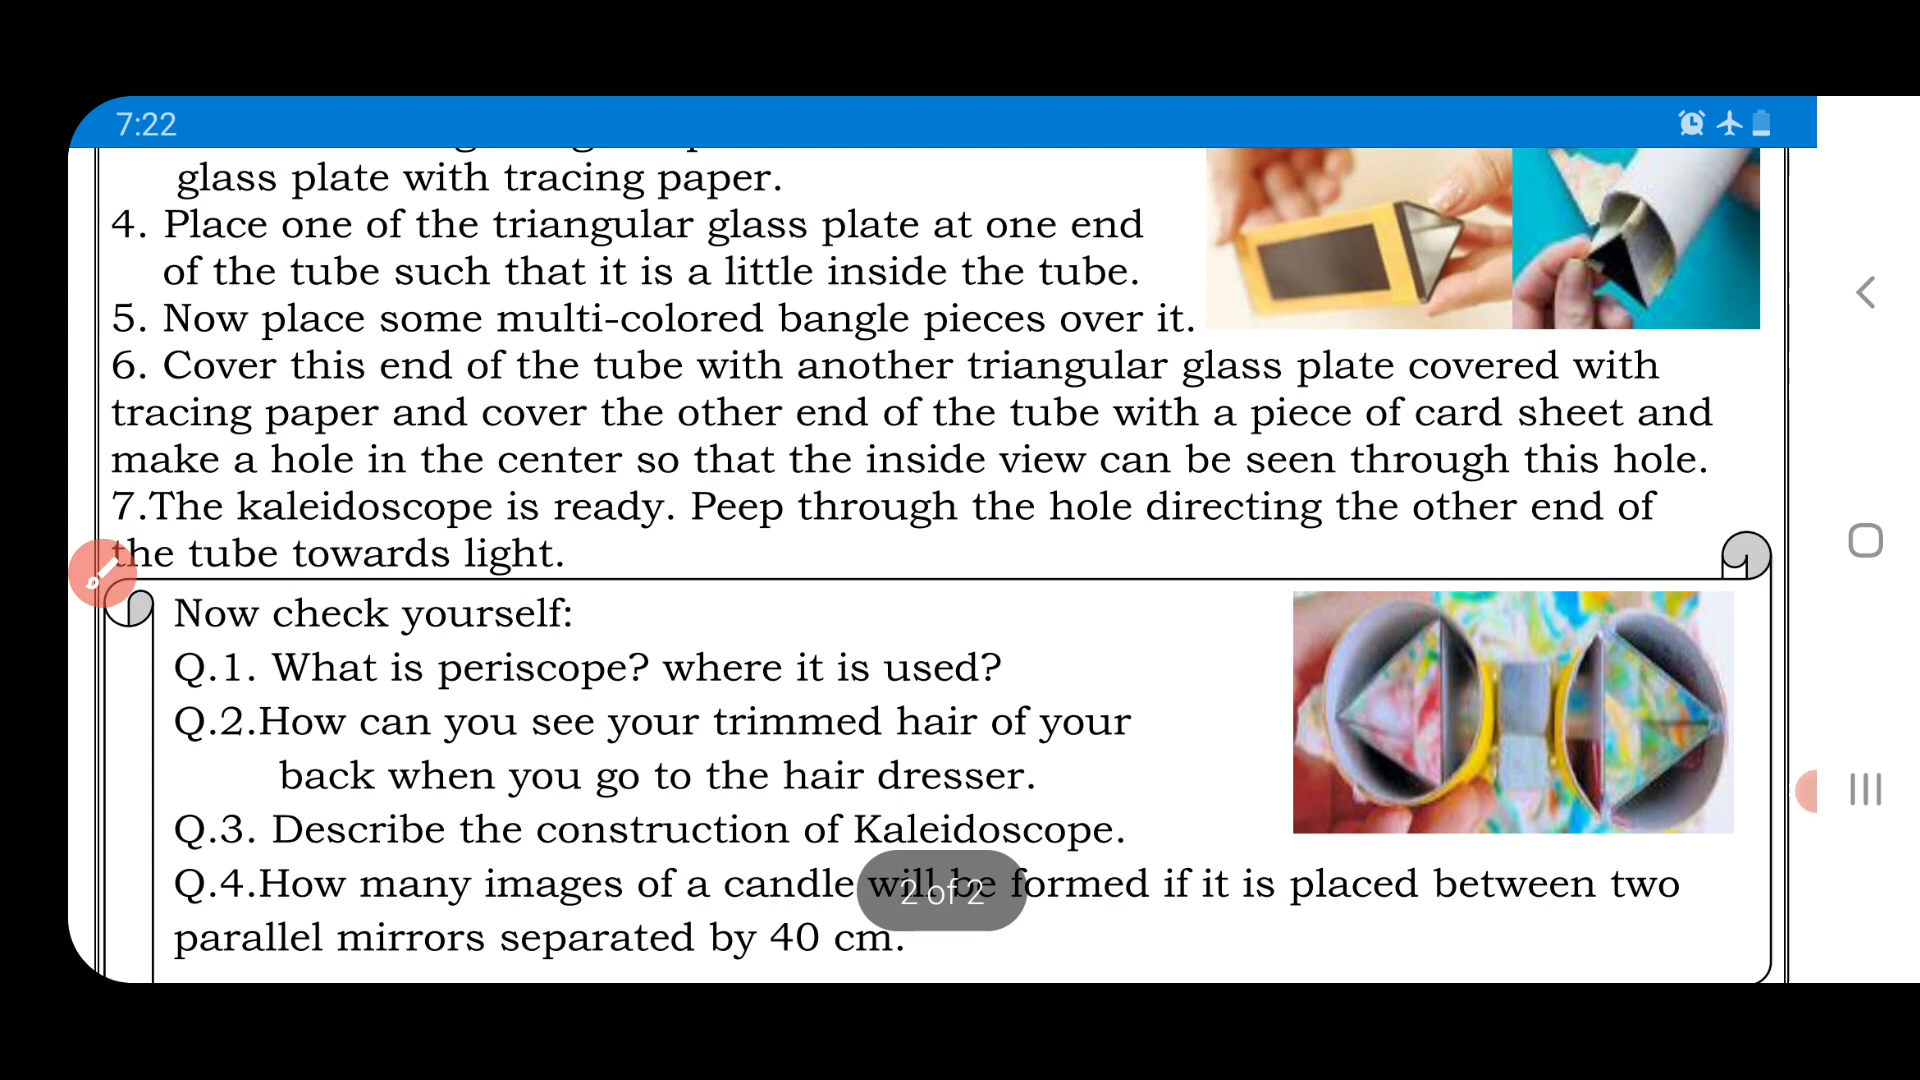 7:22
glass plate with tracing paper.
4. Place one of the triangular glass plate at one end
of the tube such that it is a little inside the tube.
5. Now place some multi-colored bangle pieces over it.
6. Cover this end of the tube with another triangular glass plate covered with
tracing paper and cover the other end of the tube with a piece of card sheet and
make a hole in the center so that the inside view can be seen through this hole.
7.The kaleidoscope is ready. Peep through the hole directing the other end of
the tube towards light.
Now check yourself:
Q.1. What is periscope? where it is used?
Q.2.How can you see your trimmed hair of your
back when you go to the hair dresser.
Q.3. Describe the construction of Kaleidoscope.
Q.4.How many images of a candle will be formed if it is placed between two
2 of 2
parallel mirrors separated by 40 cm.